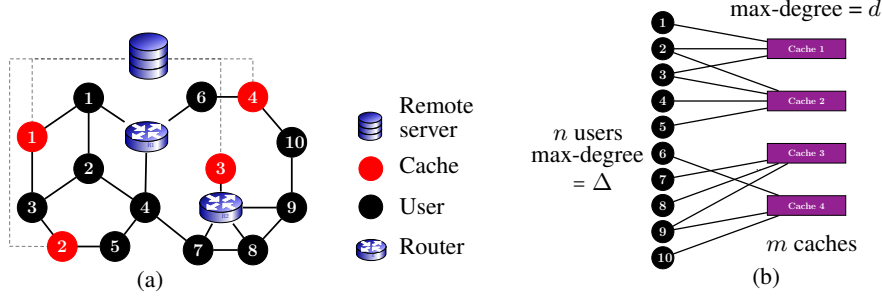 1
6
4
1
R1
10
2
3
3
4
R2
9
2
5
7
8
Remote
server
Cache
User
Router
(a)
max-degree = d
1
2
3
4
5
6
7
8
9
10
Cache 1
Cache 2
Cache 3
Cache 4
n users
max-degree
= Δ
m caches
(b)